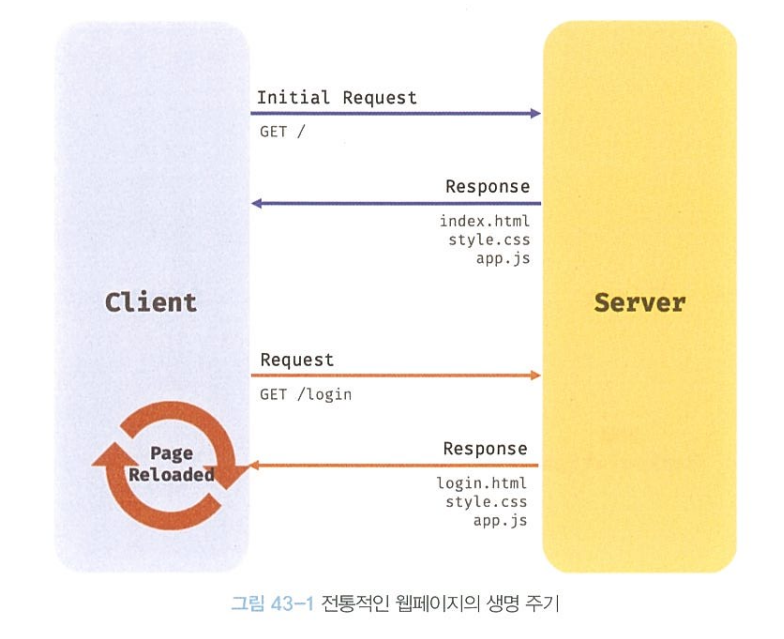 Initial Request
GET /
Response
index.html
style.css
app.js
Client
Server
Request
GET /login
Page
Reloaded
Response
login.html
style.css
app.js
그림 43-1 전통적인 웹페이지의 생명 주기